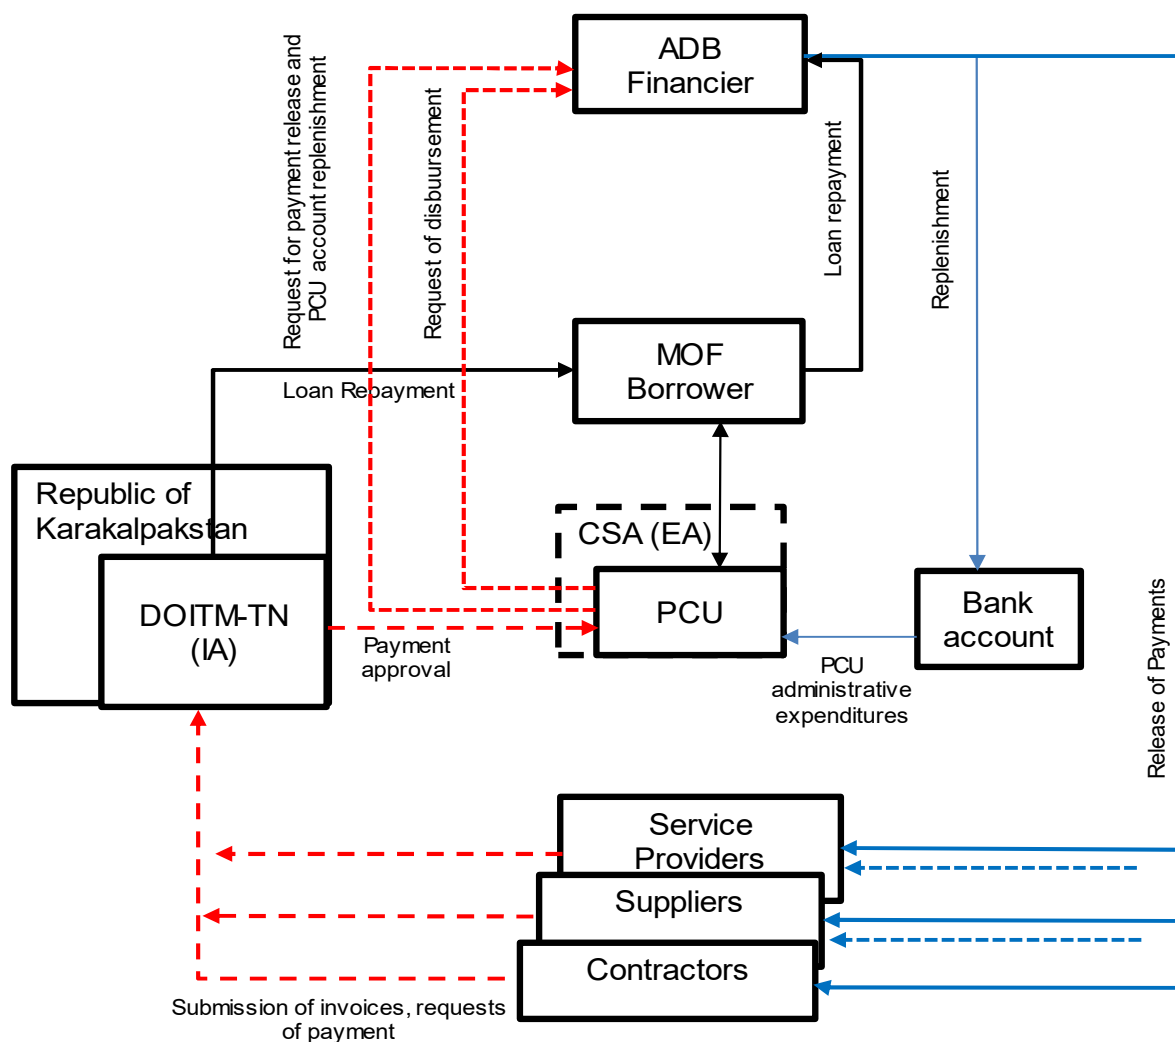 ADB
Financier
Request for payment release and
PCU account replenishment
Request of disbuursement
Loan repayment
Replenishment
MOF
Borrower
Loan Repayment
Republic of
Karakalpakstan
CSA (EA)
DOITM-TN
(IA)
PCU
Bank
account
Payment
approval
PCU
administrative
expenditures
Release of Payments
Service
Providers
Suppliers
Contractors
Submission of invoices, requests
of payment